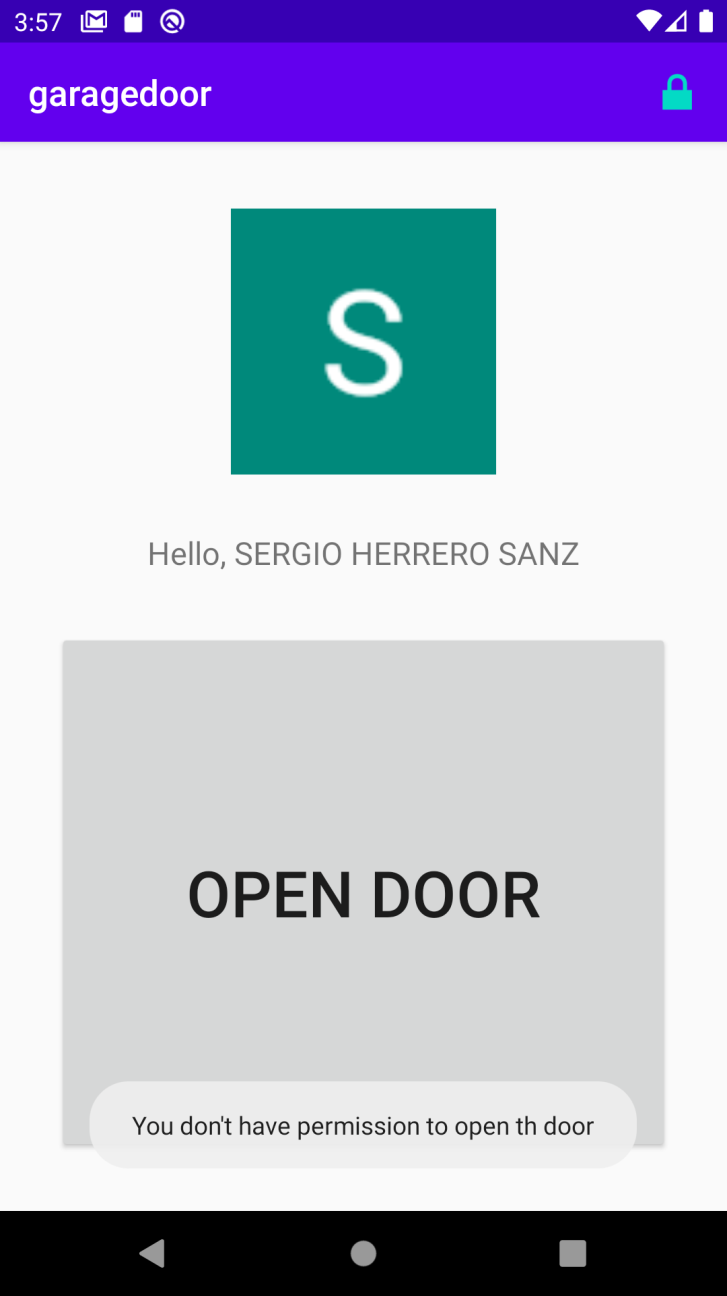 3:57
garagedoor
S
Hello, SERGIO HERRERO SANZ
OPEN DOOR
You don't have permission to open th door